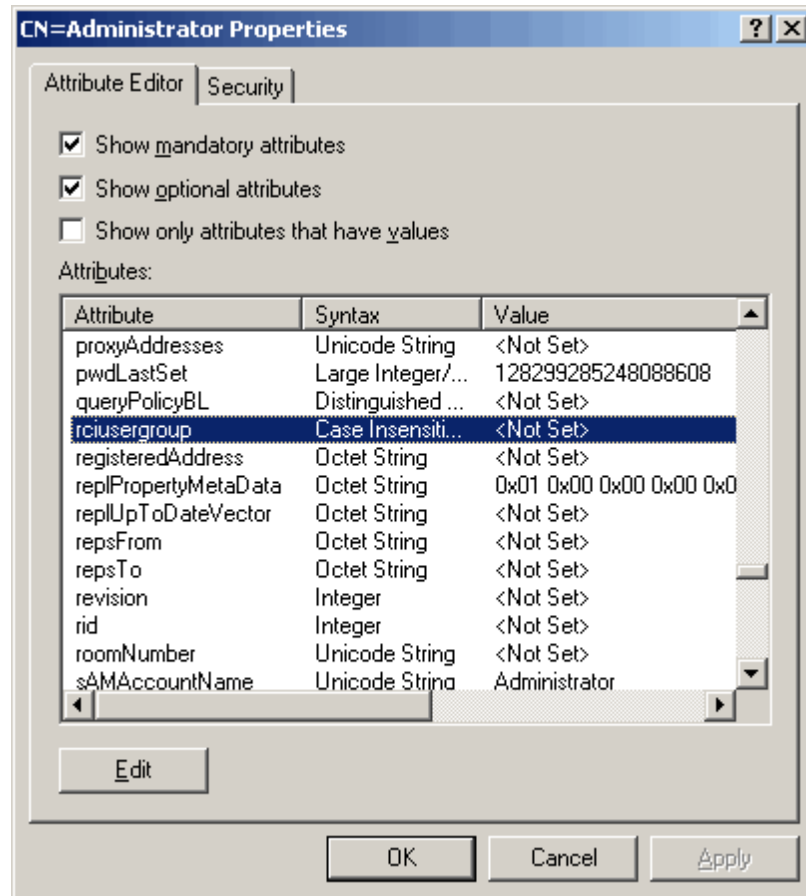 CN=Administrator Properties
Attribute Editor Security
Show mandatory attributes
Show optional attributes
Show only attributes that have values
Attributes:
Attribute Syntax Value
proxyAddresses Unicode String <Not Set>
pwdLastSet Large Integer/... 128299285248088608
queryPolicyBL Distinguished ... <Not Set>
rciusergroup Case Insensiti... <Not Set>
registeredAddress Octet String <Not Set>
replPropertyMetaData Octet String 0x01 0x00 0x00 0x00 0x0
replUpToDateVector Octet String <Not Set>
repsFrom Octet String <Not Set>
repsTo Octet String <Not Set>
revision Integer <Not Set>
rid Integer <Not Set>
roomNumber Unicode String <Not Set>
sAMAccountName Unicode String Administrator
Edit
OK Cancel Apply